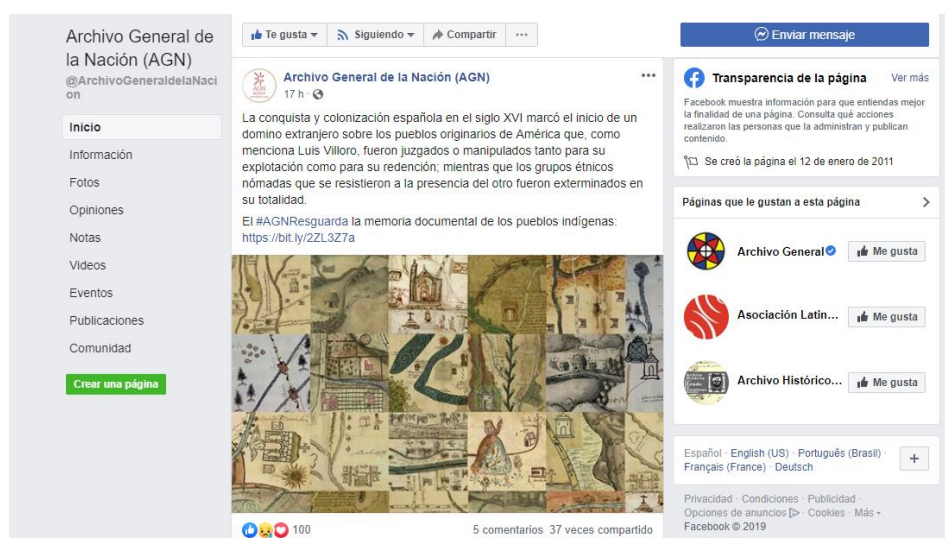 Archivo General de
la Nación (AGN)
@ArchivoGeneraldelaNaci
on
Inicio
Información
Fotos
Opiniones
Notas
Videos
Eventos
Publicaciones
Comunidad
Crear una página
Te gusta
Siguiendo
Compartir
...
Archivo General de la Nación (AGN)
17 h ·
La conquista y colonización española en el siglo XVI marcó el inicio de un
domino extranjero sobre los pueblos originarios de América que, como
menciona Luis Villoro, fueron juzgados o manipulados tanto para su
explotación como para su redención; mientras que los grupos étnicos
nómadas que se resistieron a la presencia del otro fueron exterminados en
su totalidad.
El #AGNResguarda la memoria documental de los pueblos indígenas:
https://bit.ly/2ZL3Z7a
100
5 comentarios 37 veces compartido
Enviar mensaje
Transparencia de la página Ver más
Facebook muestra información para que entiendas mejor
la finalidad de una página. Consulta qué acciones
realizaron las personas que la administran y publican
contenido.
Se creó la página el 12 de enero de 2011
Páginas que le gustan a esta página
Archivo General Me gusta
Asociación Latin... Me gusta
Archivo Histórico... Me gusta
Español · English (US) · Português (Brasil) ·
Français (France) · Deutsch
+
Privacidad · Condiciones · Publicidad ·
Opciones de anuncios · Cookies · Más
Facebook © 2019